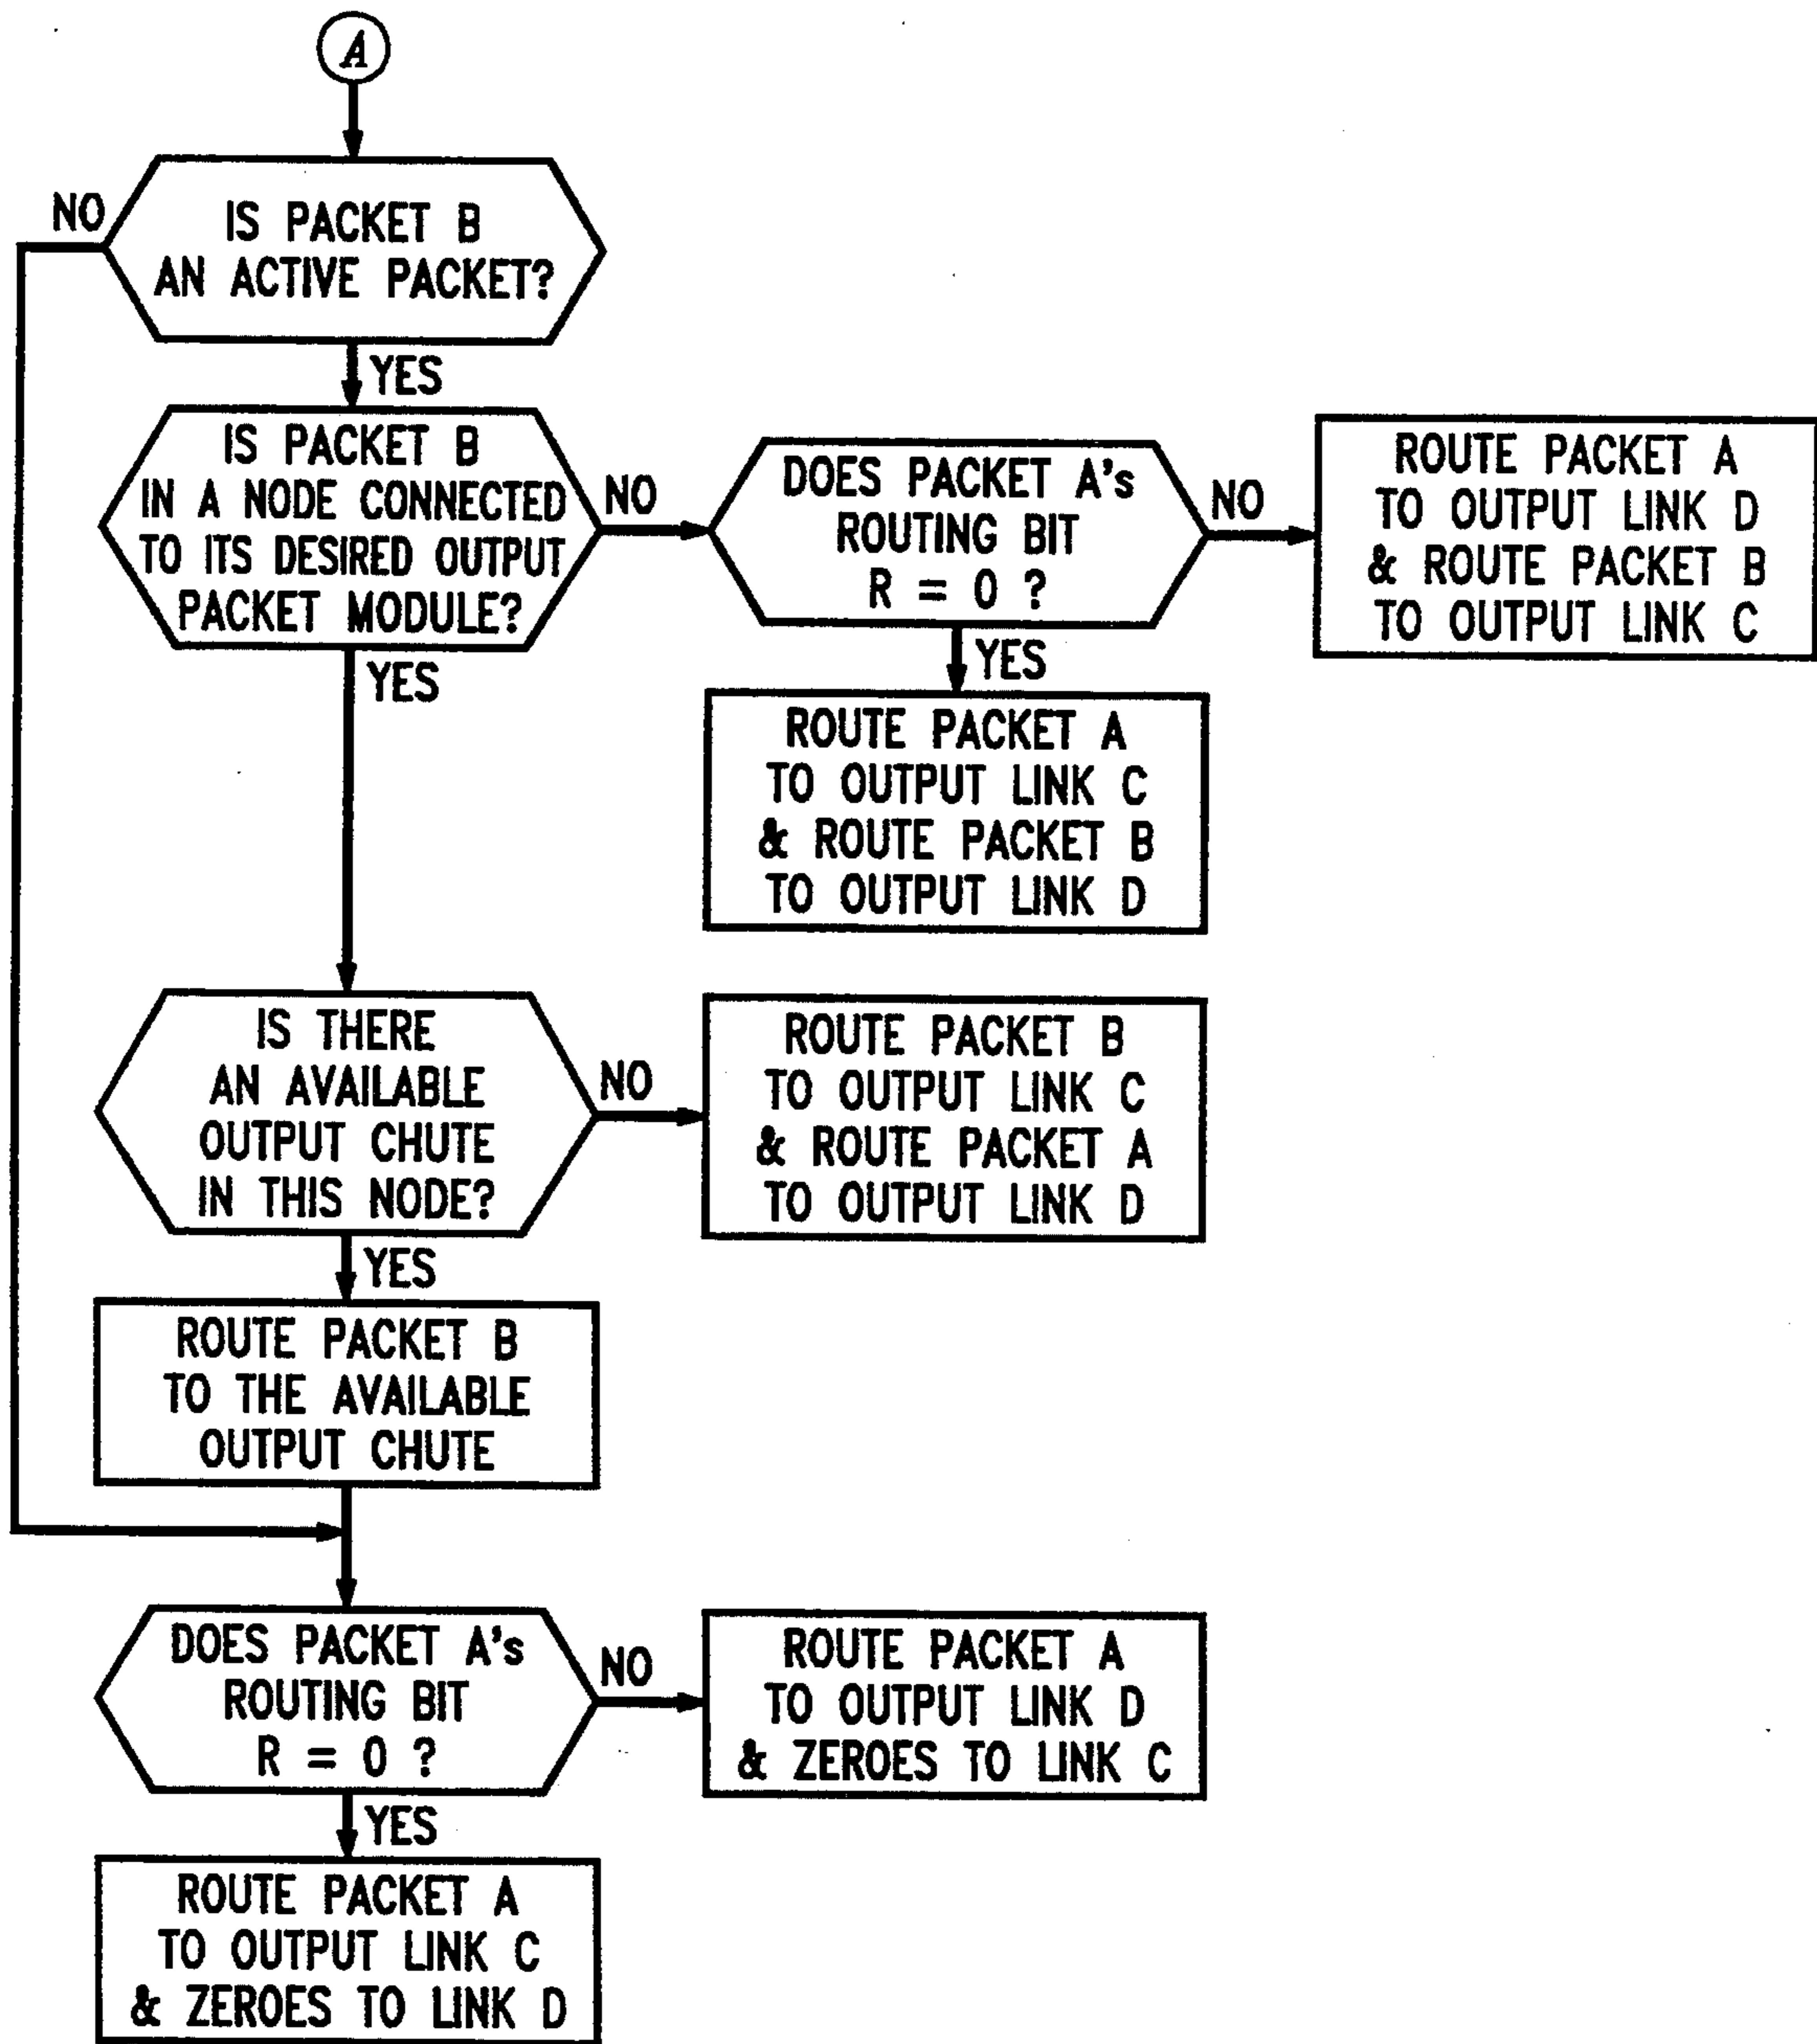 A
NO
IS PACKET B
AN ACTIVE PACKET?
YES
IS PACKET B
IN A NODE CONNECTED
TO ITS DESIRED OUTPUT
PACKET MODULE?
NO
DOES PACKET A's
ROUTING BIT
R = 0 ?
NO
ROUTE PACKET A
TO OUTPUT LINK D
& ROUTE PACKET B
TO OUTPUT LINK C
YES
YES
ROUTE PACKET A
TO OUTPUT LINK C
& ROUTE PACKET B
TO OUTPUT LINK D
IS THERE
AN AVAILABLE
OUTPUT CHUTE
IN THIS NODE?
NO
ROUTE PACKET B
TO OUTPUT LINK C
& ROUTE PACKET A
TO OUTPUT LINK D
YES
ROUTE PACKET B
TO THE AVAILABLE
OUTPUT CHUTE
DOES PACKET A's
ROUTING BIT
R = 0 ?
NO
ROUTE PACKET A
TO OUTPUT LINK D
& ZEROES TO LINK C
YES
ROUTE PACKET A
TO OUTPUT LINK C
& ZEROES TO LINK D